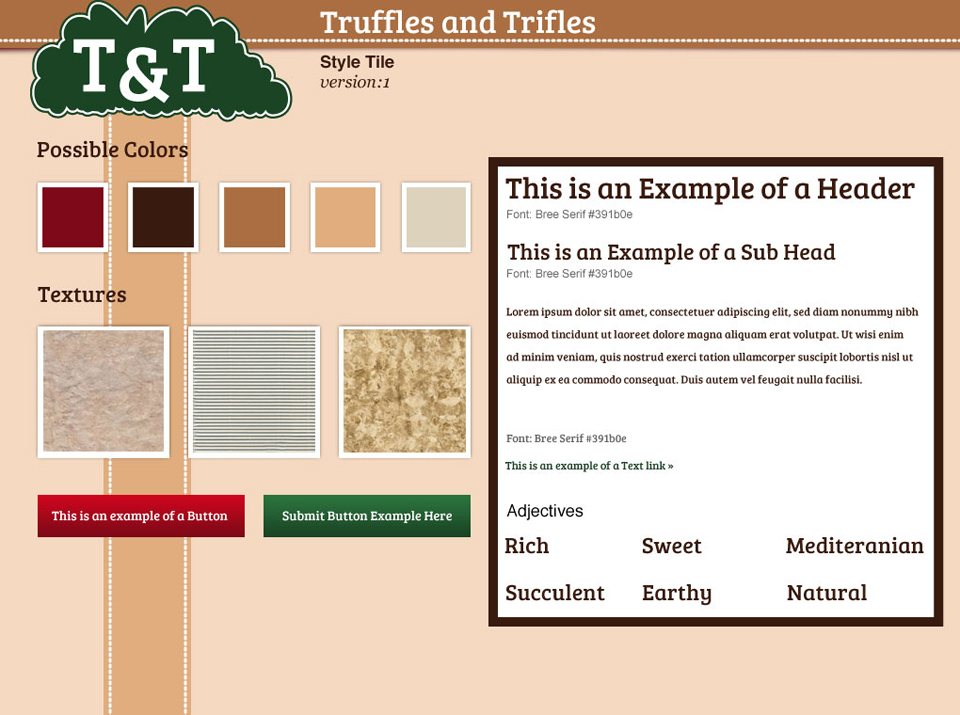 Truffles and Trifles
T&T
Style Tile
version:1
Possible Colors
Textures
This is an example of a Button
Submit Button Example Here
This is an Example of a Header
Font: Bree Serif #391b0e
This is an Example of a Sub Head
Font: Bree Serif #391b0e
Lorem ipsum dolor sit amet, consectetuer adipiscing elit, sed diam nonummy nibh
euismod tincidunt ut laoreet dolore magna aliquam erat volutpat. Ut wisi enim
ad minim veniam, quis nostrud exerci tation ullamcorper suscipit lobortis nisl ut
aliquip ex ea commodo consequat. Duis autem vel feugait nulla facilisi.
Font: Bree Serif #391b0e
This is an example of a Text link »
Adjectives
Rich Sweet Mediteranian
Succulent Earthy Natural